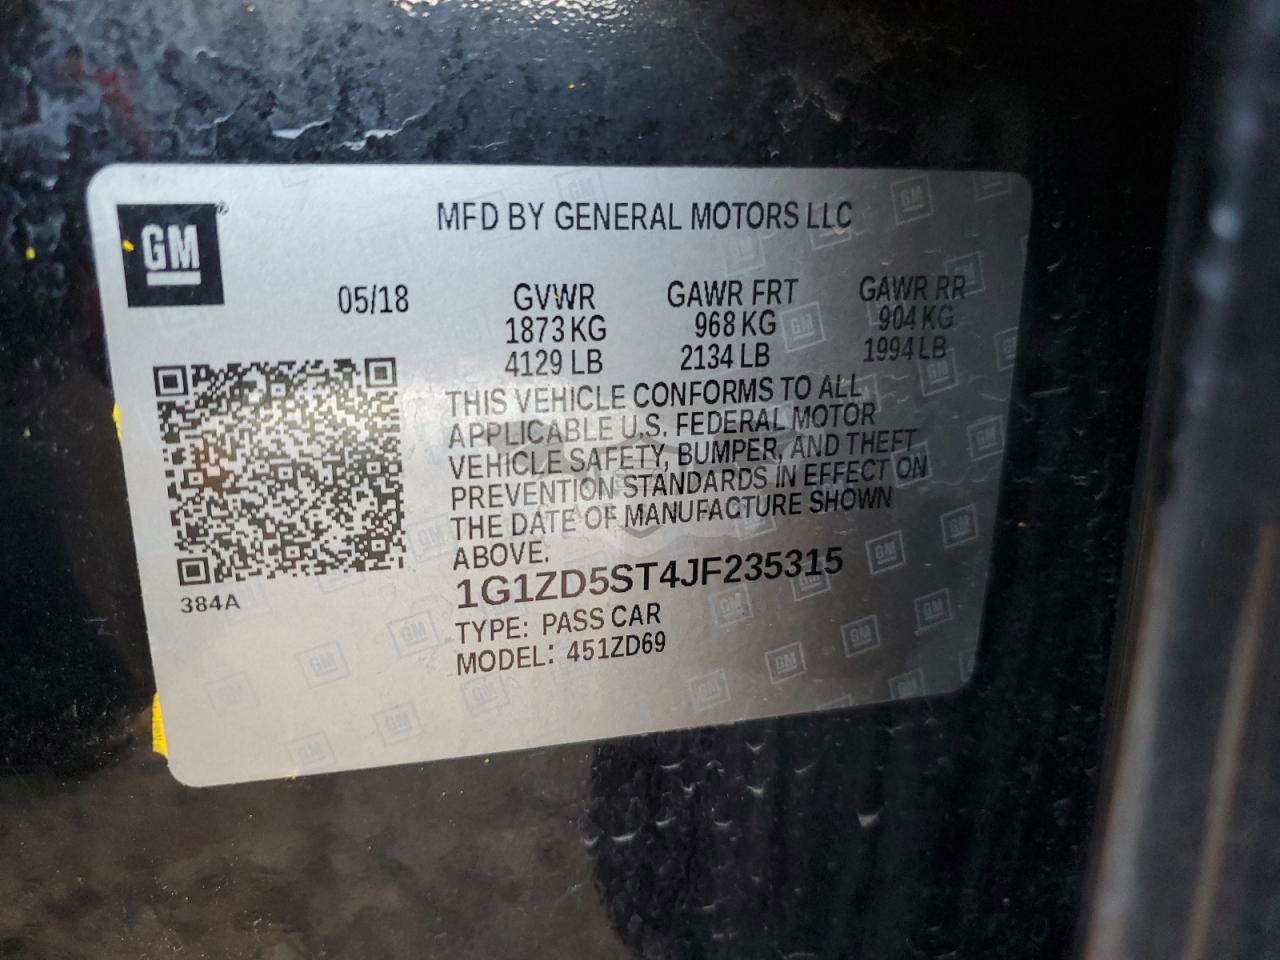 GM
MFD BY GENERAL MOTORS LLC
05/18
GVWR GAWR FRT GAWR RR
1873 KG 968 KG 904 KG
4129 LB 2134 LB 1994 LB
THIS VEHICLE CONFORMS TO ALL
APPLICABLE U.S. FEDERAL MOTOR
VEHICLE SAFETY, BUMPER, AND THEFT
PREVENTION STANDARDS IN EFFECT ON
THE DATE OF MANUFACTURE SHOWN
ABOVE.
1G1ZD5ST4JF235315
TYPE: PASS CAR
MODEL: 451ZD69
384A